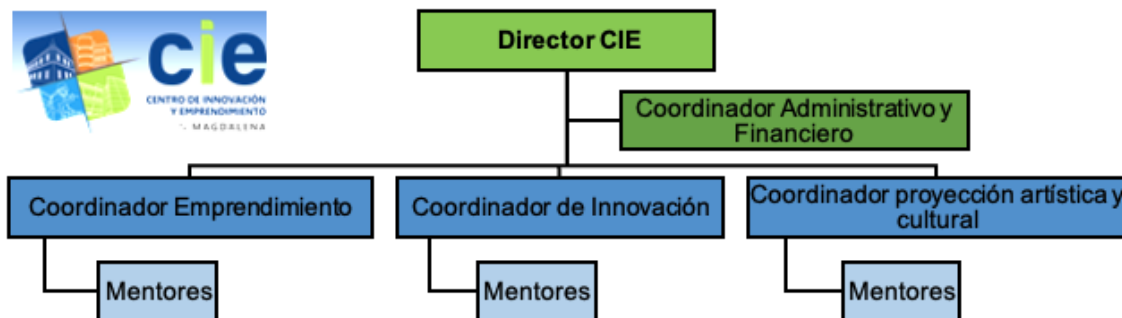 cie
CENTRO DE INNOVACIÓN
Y EMPRENDIMIENTO
MAGDALENA
Director CIE
Coordinador Administrativo y
Financiero
Coordinador Emprendimiento
Coordinador de Innovación
Coordinador proyección artística y
cultural
Mentores
Mentores
Mentores